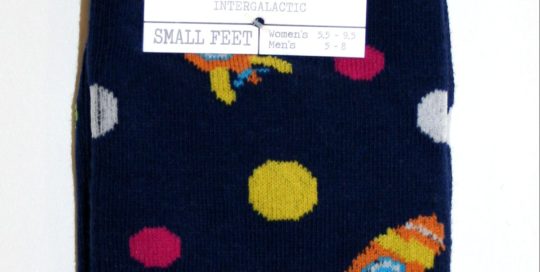 INTERGALACTIC
SMALL FEET
Women's 5.5 - 9.5
Men's 5 - 8